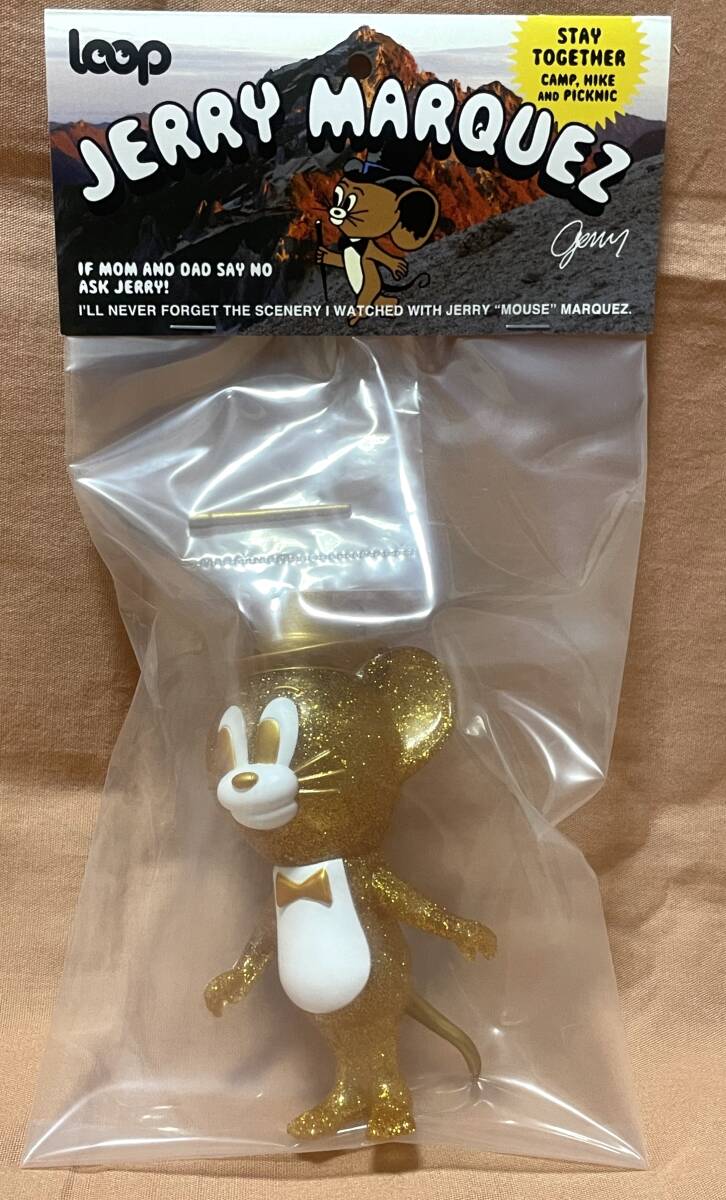 loop
STAY
TOGETHER
CAMP, HIKE
AND PICKNIC
JERRY MARQUEZ
Jerry
IF MOM AND DAD SAY NO
ASK JERRY!
I'LL NEVER FORGET THE SCENERY I WATCHED WITH JERRY “MOUSE” MARQUEZ.